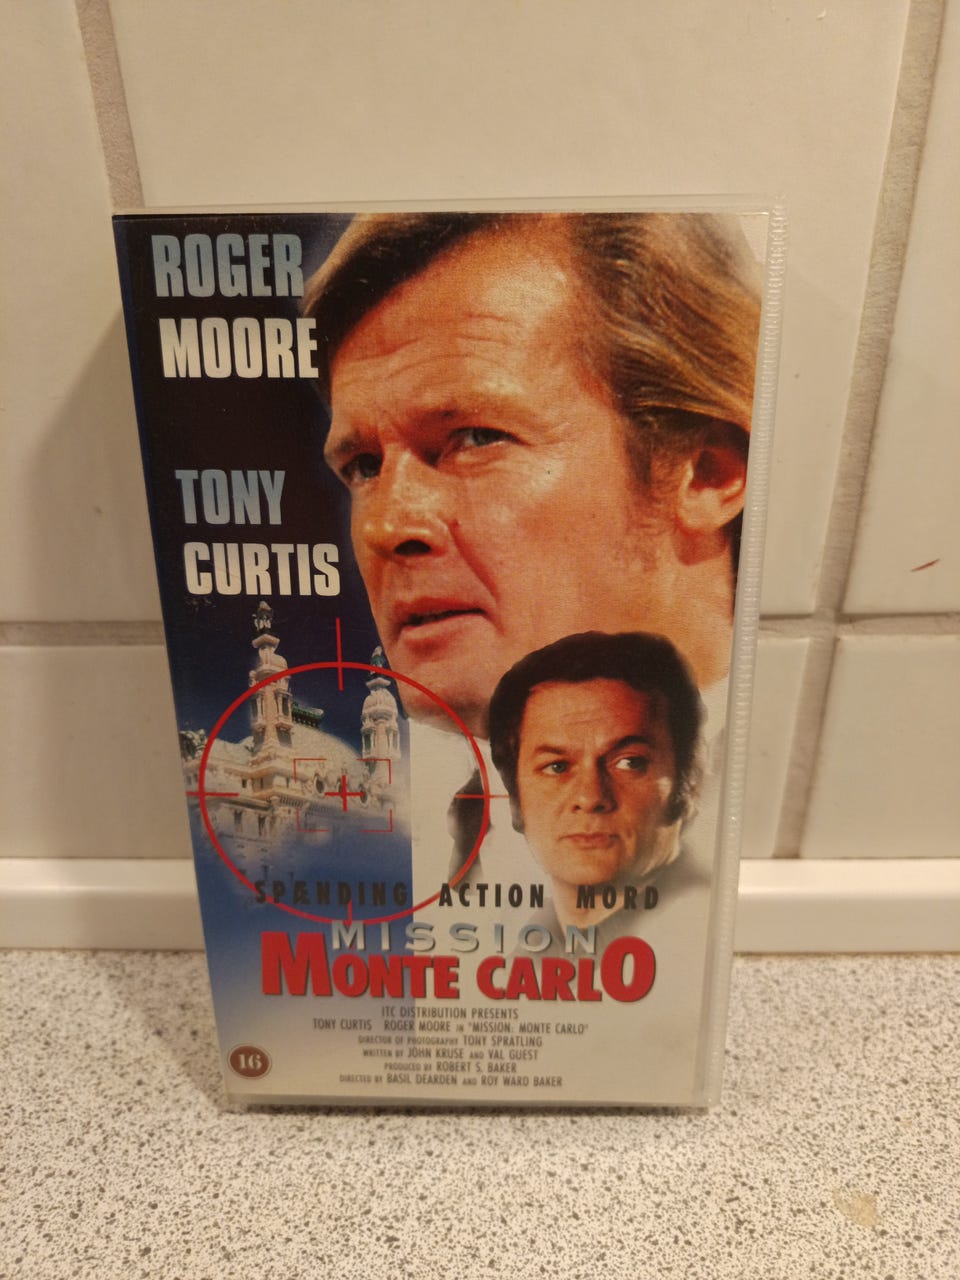 ROGER
MOORE
TONY
CURTIS
SPÆNDING ACTION MORD
MISSION
MONTE CARLO
ITC DISTRIBUTION PRESENTS
TONY CURTIS ROGER MOORE IN "MISSION: MONTE CARLO"
DIRECTOR OF PHOTOGRAPHY TONY SPRATLING
WRITTEN BY JOHN KRUSE AND VAL GUEST
PRODUCED BY ROBERT S. BAKER
DIRECTED BY BASIL DEARDEN AND ROY WARD BAKER
16